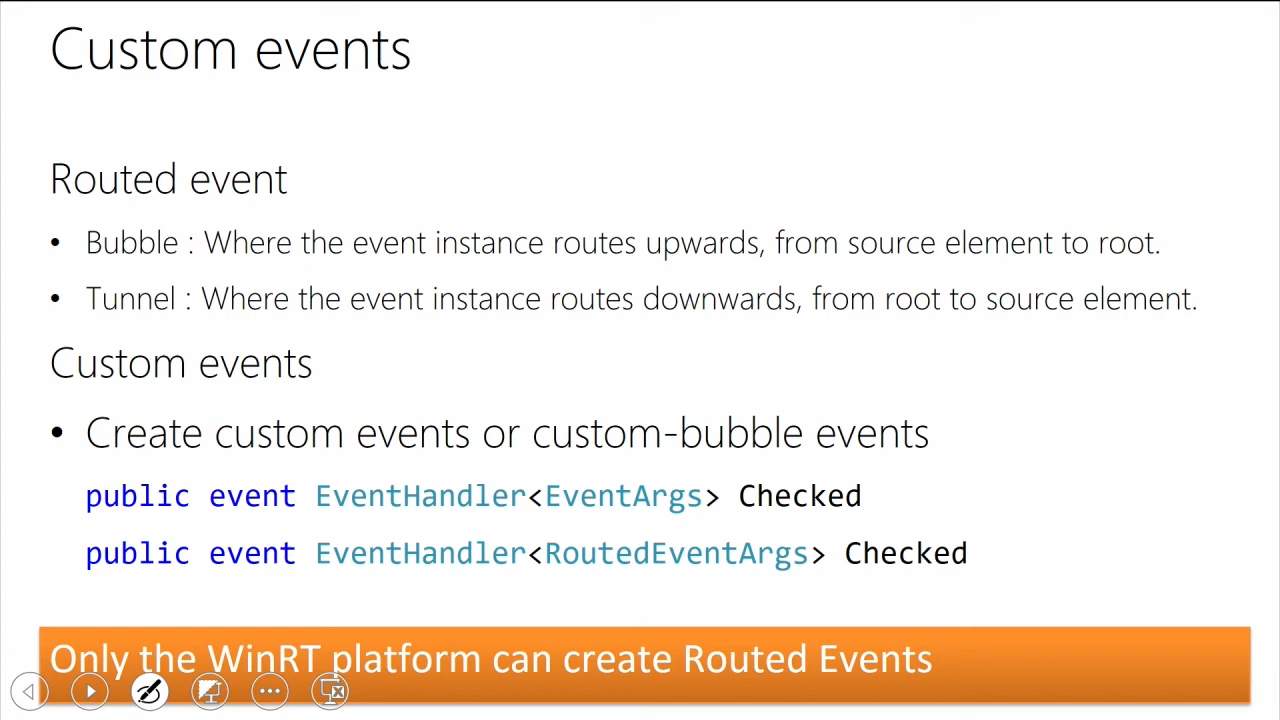 Custom events
Routed event
• Bubble : Where the event instance routes upwards, from source element to root.
• Tunnel : Where the event instance routes downwards, from root to source element.
Custom events
• Create custom events or custom-bubble events
public event EventHandler<EventArgs> Checked
public event EventHandler<RoutedEventArgs> Checked
Only the WinRT platform can create Routed Events